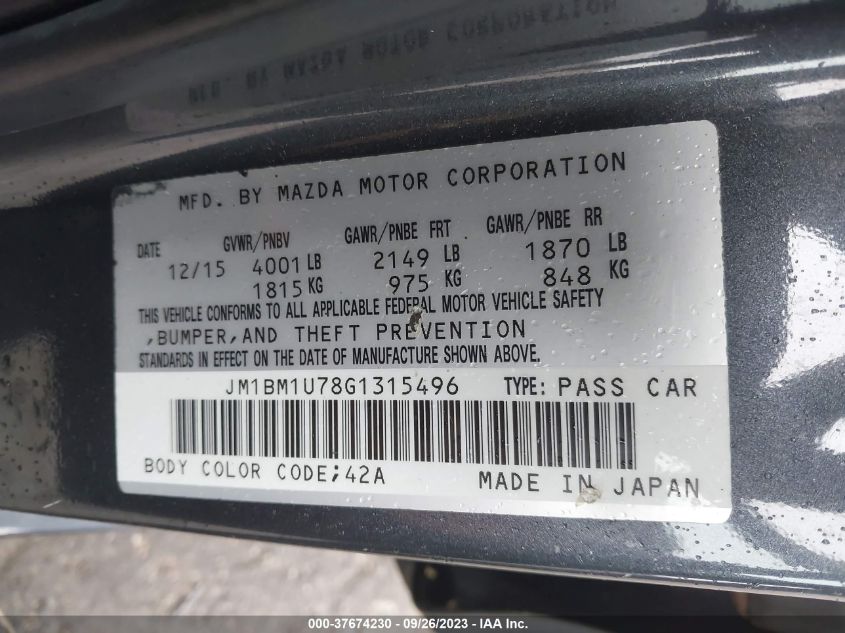 MFD. BY MAZDA MOTOR CORPORATION
DATE GVWR/PNBV GAWR/PNBE FRT GAWR/PNBE RR
12/15 4001 LB 2149 LB 1870 LB
1815 KG 975 KG 848 KG
THIS VEHICLE CONFORMS TO ALL APPLICABLE FEDERAL MOTOR VEHICLE SAFETY
,BUMPER,AND THEFT PREVENTION
STANDARDS IN EFFECT ON THE DATE OF MANUFACTURE SHOWN ABOVE.
JM1BM1U78G1315496 TYPE: PASS CAR
BODY COLOR CODE;42A MADE IN JAPAN
000-37674230 - 09/26/2023 - IAA Inc.